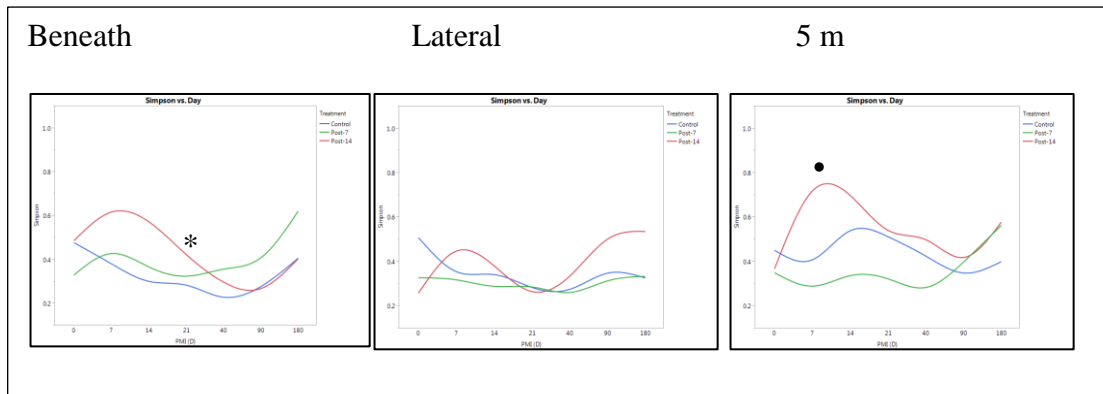 Beneath Lateral 5 m
Simpson vs. Day
Treatment
Control
Post-7
Post-14
1.0
0.8
0.6
0.4
0.2
Simpson
*
0 7 14 21 40 90 180
PMI (D)
Simpson vs. Day
Treatment
Control
Post-7
Post-14
1.0
0.8
0.6
0.4
0.2
Simpson
0 7 14 21 40 90 180
PMI (D)
Simpson vs. Day
Treatment
Control
Post-7
Post-14
1.0
0.8
0.6
0.4
0.2
Simpson
0 7 14 21 40 90 180
PMI (D)